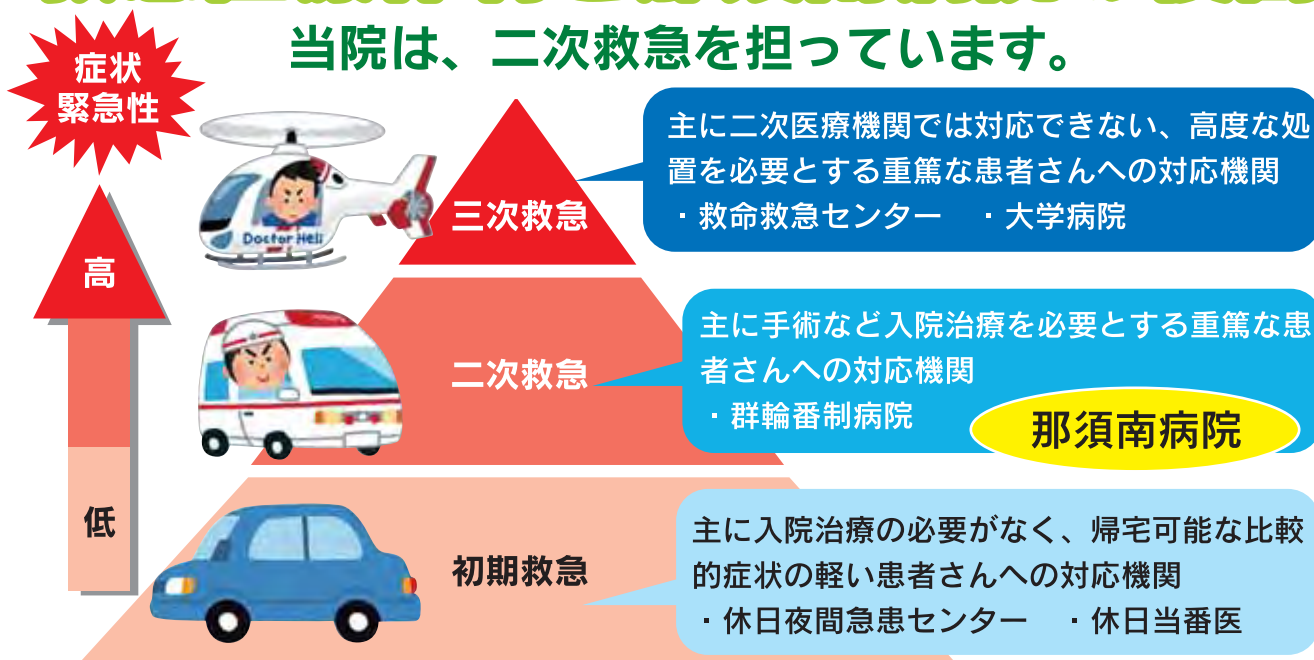 当院は、二次救急を担っています。
症状
緊急性
高
低
Doctor Heli
三次救急
主に二次医療機関では対応できない、高度な処
置を必要とする重篤な患者さんへの対応機関
・救命救急センター　・大学病院
二次救急
主に手術など入院治療を必要とする重篤な患
者さんへの対応機関
・群輪番制病院
那須南病院
初期救急
主に入院治療の必要がなく、帰宅可能な比較
的症状の軽い患者さんへの対応機関
・休日夜間急患センター　・休日当番医